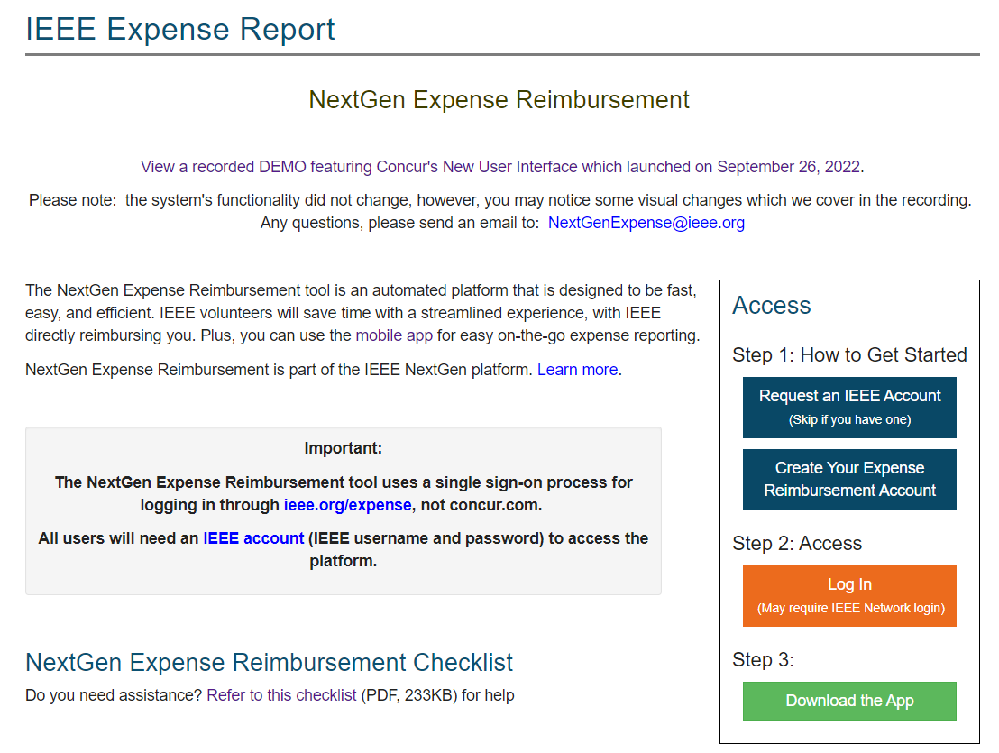 IEEE Expense Report
NextGen Expense Reimbursement
View a recorded DEMO featuring Concur's New User Interface which launched on September 26, 2022.
Please note:  the system's functionality did not change, however, you may notice some visual changes which we cover in the recording.
Any questions, please send an email to:  NextGenExpense@ieee.org
The NextGen Expense Reimbursement tool is an automated platform that is designed to be fast,
easy, and efficient. IEEE volunteers will save time with a streamlined experience, with IEEE
directly reimbursing you. Plus, you can use the mobile app for easy on-the-go expense reporting.
NextGen Expense Reimbursement is part of the IEEE NextGen platform. Learn more.
Important:
The NextGen Expense Reimbursement tool uses a single sign-on process for
logging in through ieee.org/expense, not concur.com.
All users will need an IEEE account (IEEE username and password) to access the
platform.
NextGen Expense Reimbursement Checklist
Do you need assistance? Refer to this checklist (PDF, 233KB) for help
Access
Step 1: How to Get Started
Request an IEEE Account
(Skip if you have one)
Create Your Expense
Reimbursement Account
Step 2: Access
Log In
(May require IEEE Network login)
Step 3:
Download the App